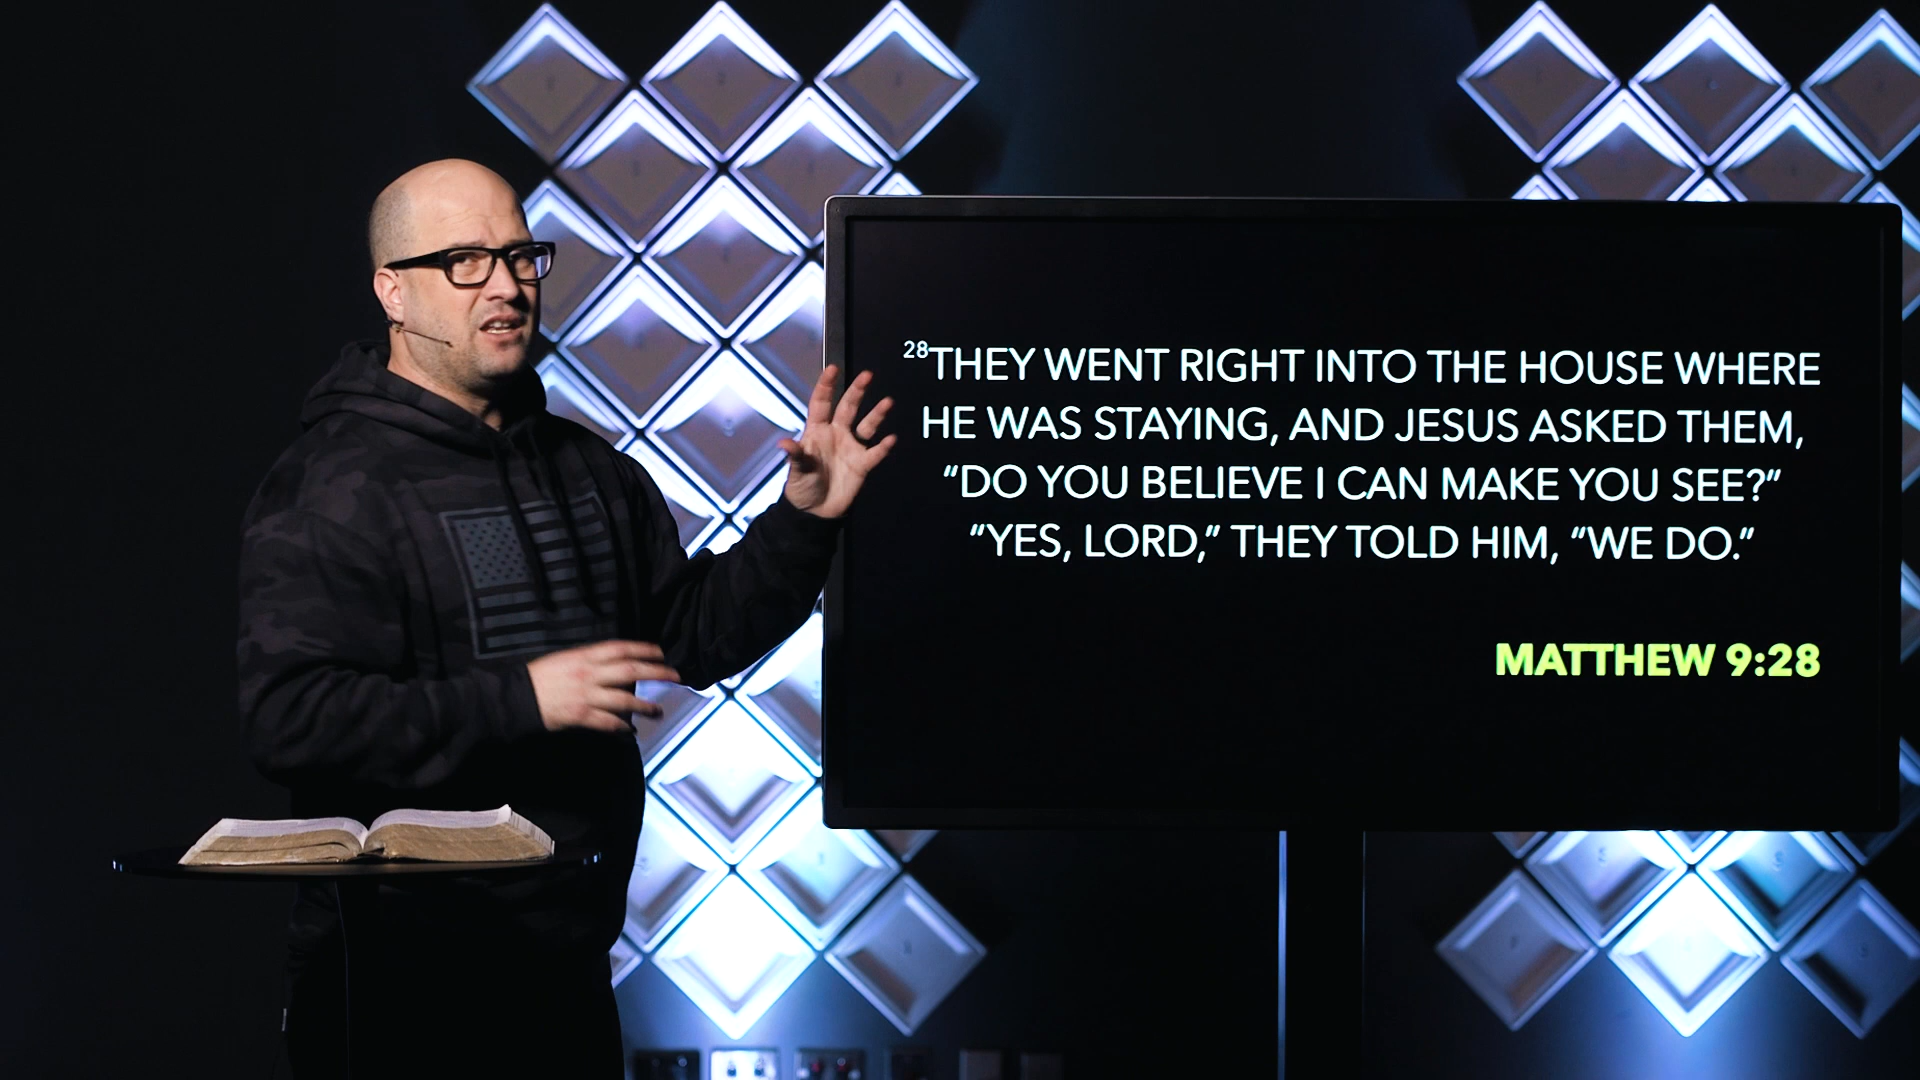 ²⁸THEY WENT RIGHT INTO THE HOUSE WHERE
HE WAS STAYING, AND JESUS ASKED THEM,
“DO YOU BELIEVE I CAN MAKE YOU SEE?”
“YES, LORD,” THEY TOLD HIM, “WE DO.”
MATTHEW 9:28